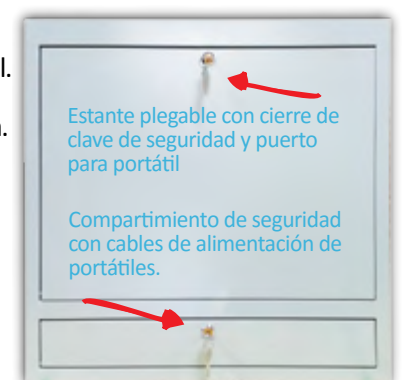 l.
Estante plegable con cierre de
clave de seguridad y puerto
para portátil
Compartimiento de seguridad
con cables de alimentación de
portátiles.